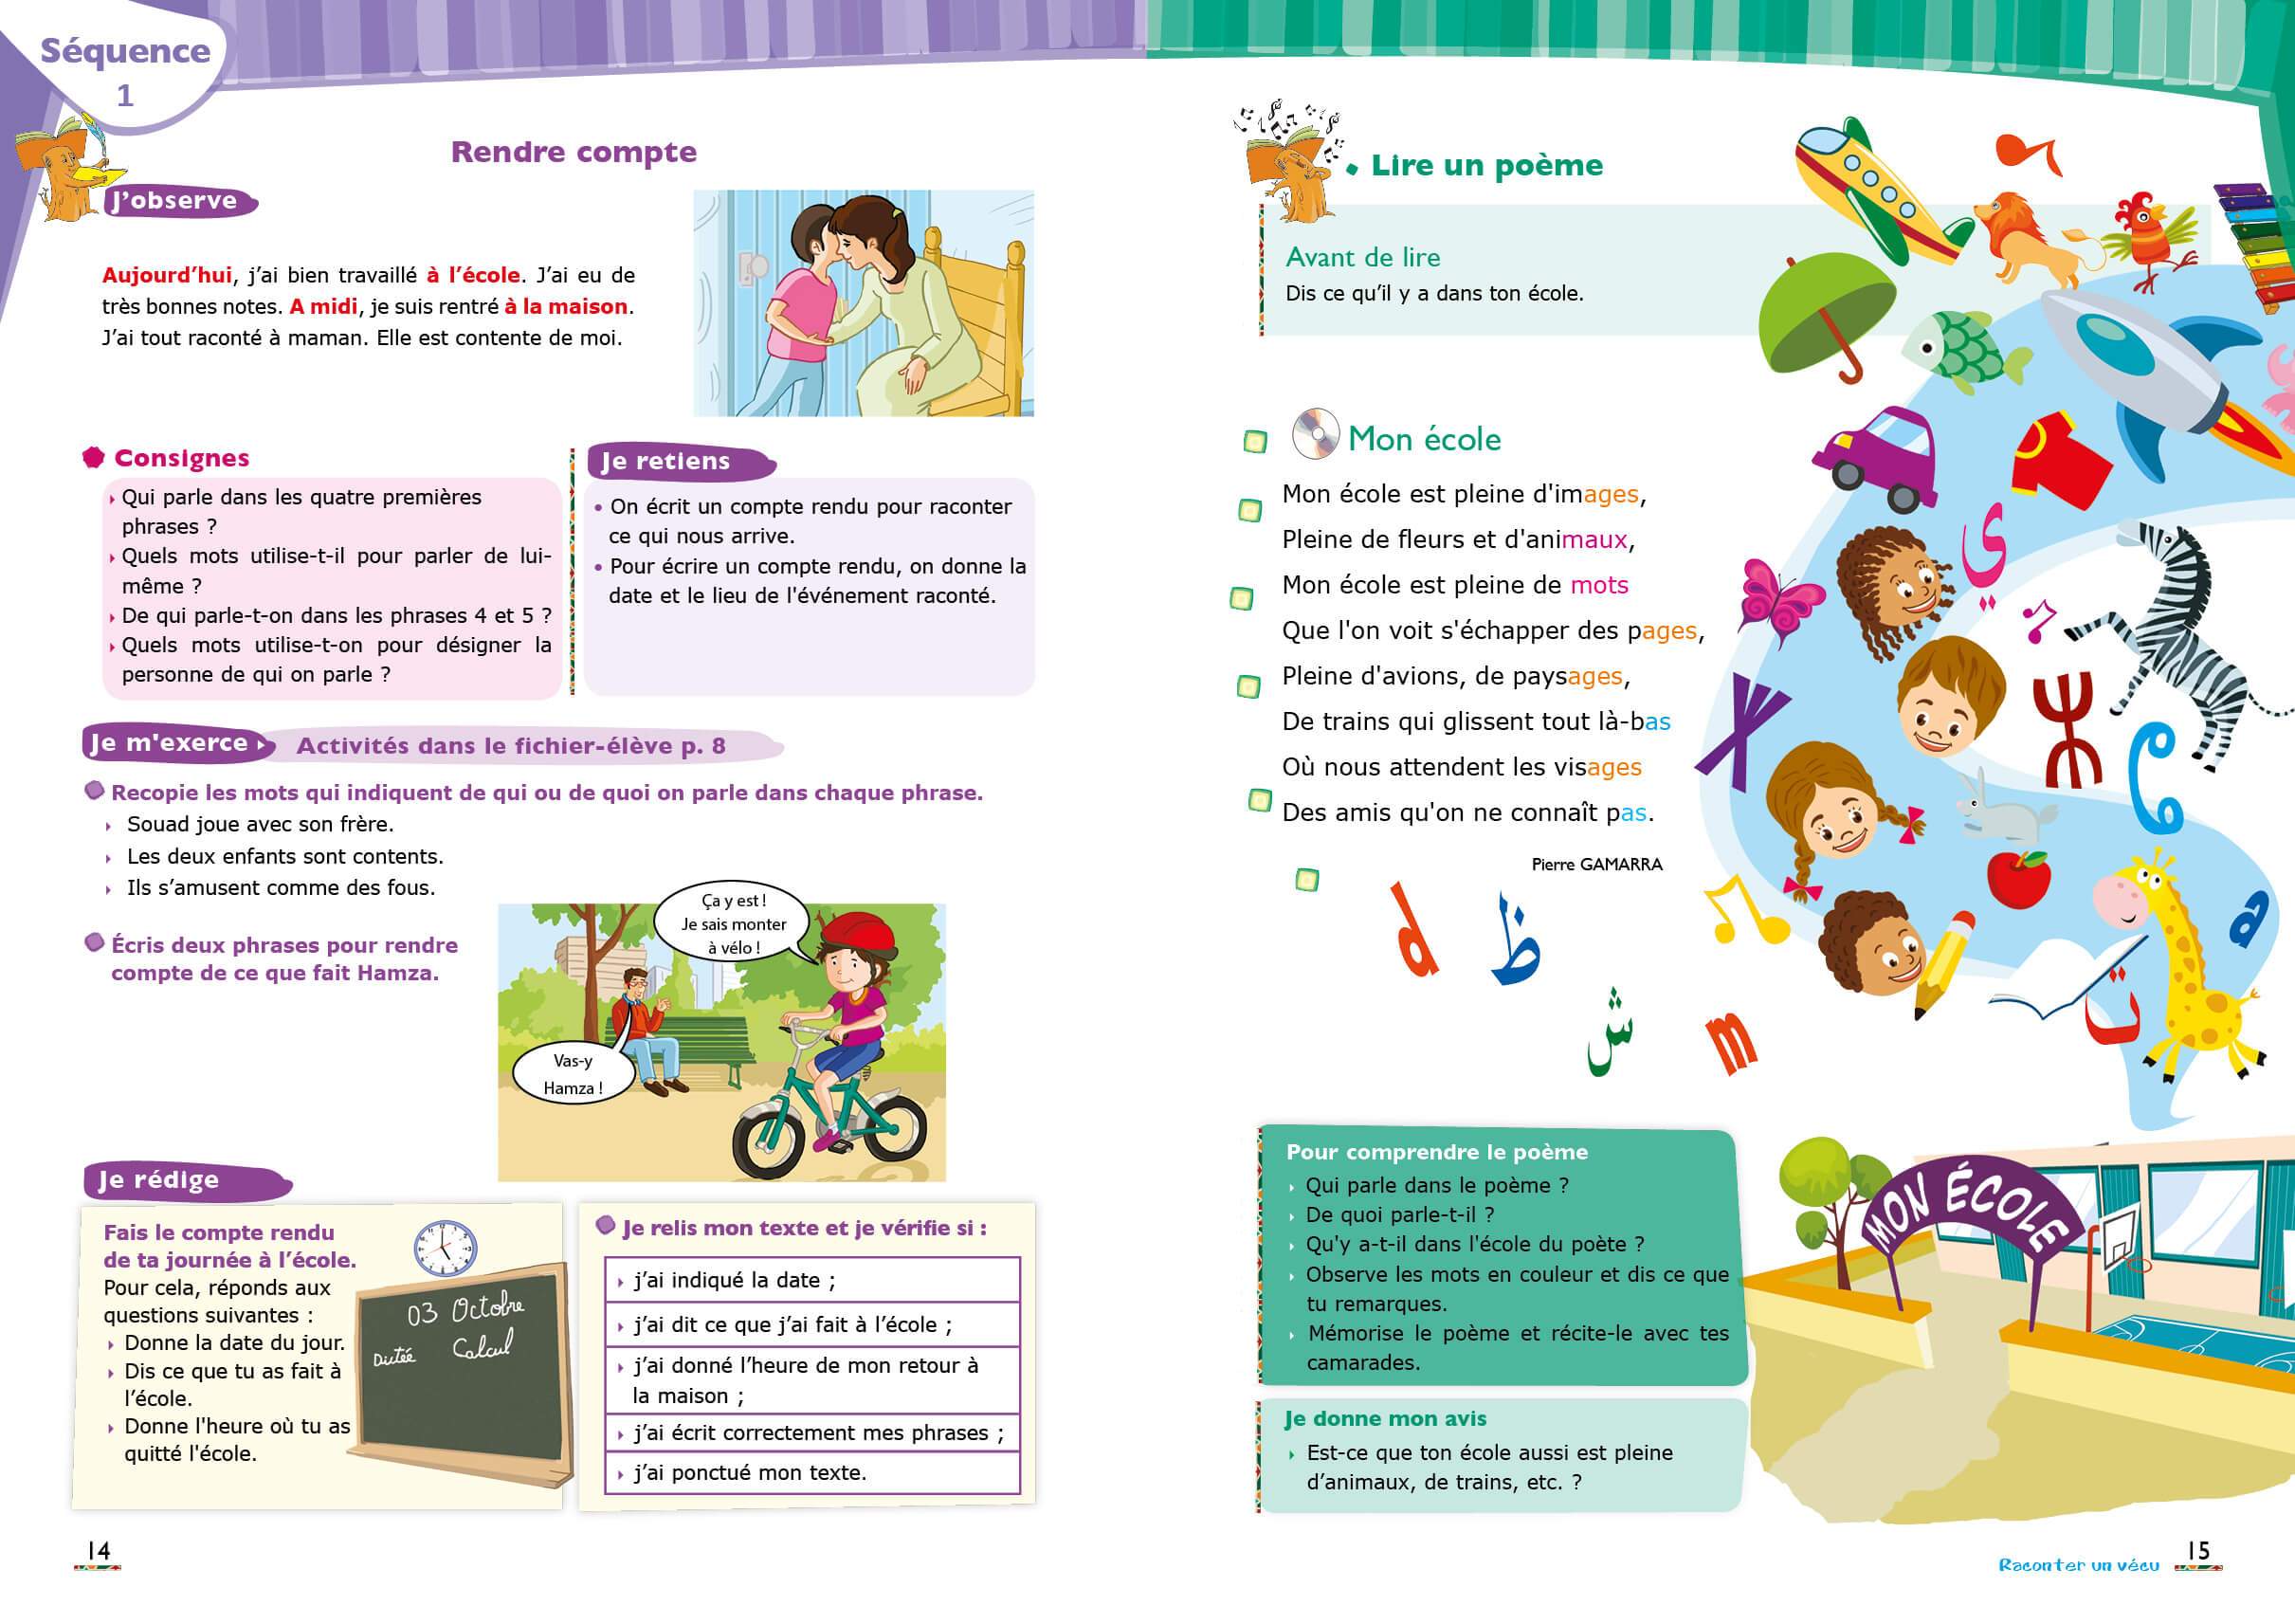 Séquence
1
Rendre compte
J'observe
Aujourd'hui, j'ai bien travaillé à l'école. J'ai eu de
très bonnes notes. A midi, je suis rentré à la maison.
J'ai tout raconté à maman. Elle est contente de moi.
Consignes
Qui parle dans les quatre premières
phrases ?
Quels mots utilise-t-il pour parler de lui-
même ?
De qui parle-t-on dans les phrases 4 et 5 ?
Quels mots utilise-t-on pour désigner la
personne de qui on parle ?
Je retiens
• On écrit un compte rendu pour raconter
ce qui nous arrive.
• Pour écrire un compte rendu, on donne la
date et le lieu de l'événement raconté.
Je m'exerce
Activités dans le fichier-élève p. 8
Recopie les mots qui indiquent de qui ou de quoi on parle dans chaque phrase.
Souad joue avec son frère.
Les deux enfants sont contents.
Ils s'amusent comme des fous.
Écris deux phrases pour rendre
compte de ce que fait Hamza.
Ça y est !
Je sais monter
à vélo !
Vas-y
Hamza !
Je rédige
Fais le compte rendu
de ta journée à l'école.
Pour cela, réponds aux
questions suivantes :
Donne la date du jour.
Dis ce que tu as fait à
l'école.
Donne l'heure où tu as
quitté l'école.
03 Octobre
Dictée Calcul
Je relis mon texte et je vérifie si :
j'ai indiqué la date ;
j'ai dit ce que j'ai fait à l'école ;
j'ai donné l'heure de mon retour à
la maison ;
j'ai écrit correctement mes phrases ;
j'ai ponctué mon texte.
14
• Lire un poème
Avant de lire
Dis ce qu'il y a dans ton école.
Mon école
Mon école est pleine d'images,
Pleine de fleurs et d'animaux,
Mon école est pleine de mots
Que l'on voit s'échapper des pages,
Pleine d'avions, de paysages,
De trains qui glissent tout là-bas
Où nous attendent les visages
Des amis qu'on ne connaît pas.
Pierre GAMARRA
ي
ⵣ
a
ت
d
ظ
ش
m
Pour comprendre le poème
Qui parle dans le poème ?
De quoi parle-t-il ?
Qu'y a-t-il dans l'école du poète ?
Observe les mots en couleur et dis ce que
tu remarques.
Mémorise le poème et récite-le avec tes
camarades.
MON ÉCOLE
Je donne mon avis
Est-ce que ton école aussi est pleine
d'animaux, de trains, etc. ?
Raconter un vécu
15